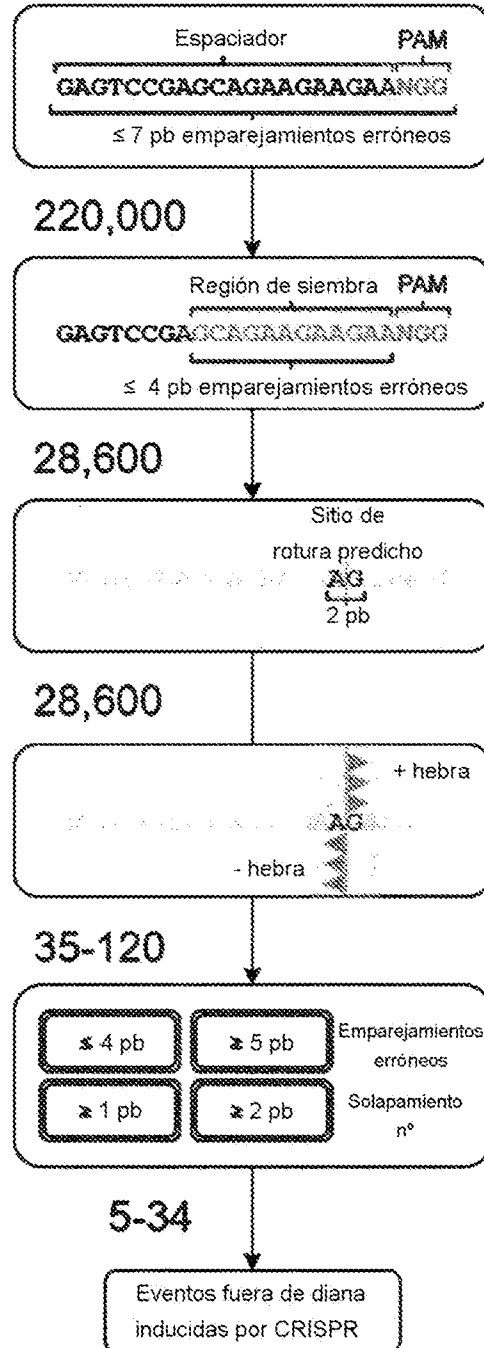 Espaciador PAM
GAGTCCGAGCAGAAGAAGAANGG
≤ 7 pb emparejamientos erróneos
220,000
Región de siembra PAM
GAGTCCGAGCAGAAGAAGAANGG
≤ 4 pb emparejamientos erróneos
28,600
Sitio de
rotura predicho
AG
2 pb
28,600
+ hebra
AG
- hebra
35-120
≤ 4 pb ≥ 5 pb Emparejamientos
erróneos
≥ 1 pb ≥ 2 pb Solapamiento
nº
5-34
Eventos fuera de diana
inducidas por CRISPR